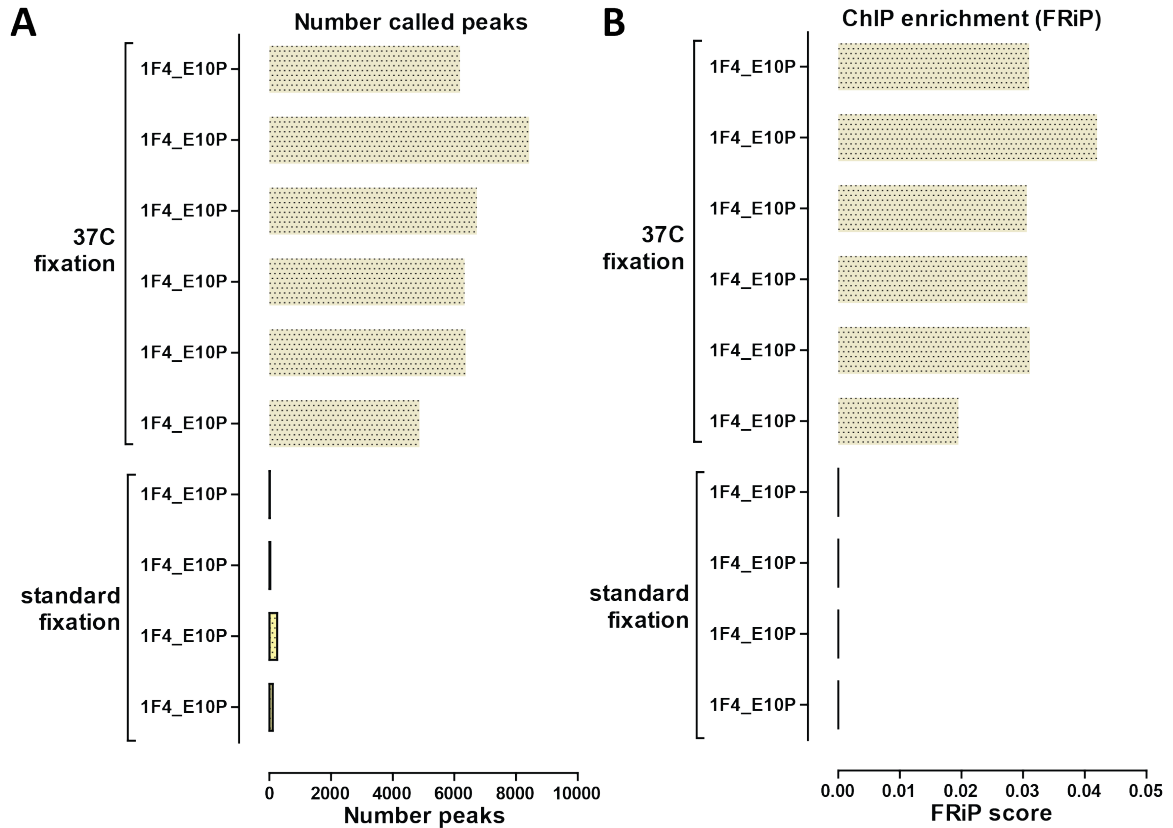 A
Number called peaks
1F4_E10P
1F4_E10P
1F4_E10P
37C
fixation
1F4_E10P
1F4_E10P
1F4_E10P
1F4_E10P
1F4_E10P
standard
fixation
1F4_E10P
1F4_E10P
0 2000 4000 6000 8000 10000
Number peaks
B
ChIP enrichment (FRiP)
1F4_E10P
1F4_E10P
1F4_E10P
37C
fixation
1F4_E10P
1F4_E10P
1F4_E10P
1F4_E10P
1F4_E10P
standard
fixation
1F4_E10P
1F4_E10P
0.00 0.01 0.02 0.03 0.04 0.05
FRiP score